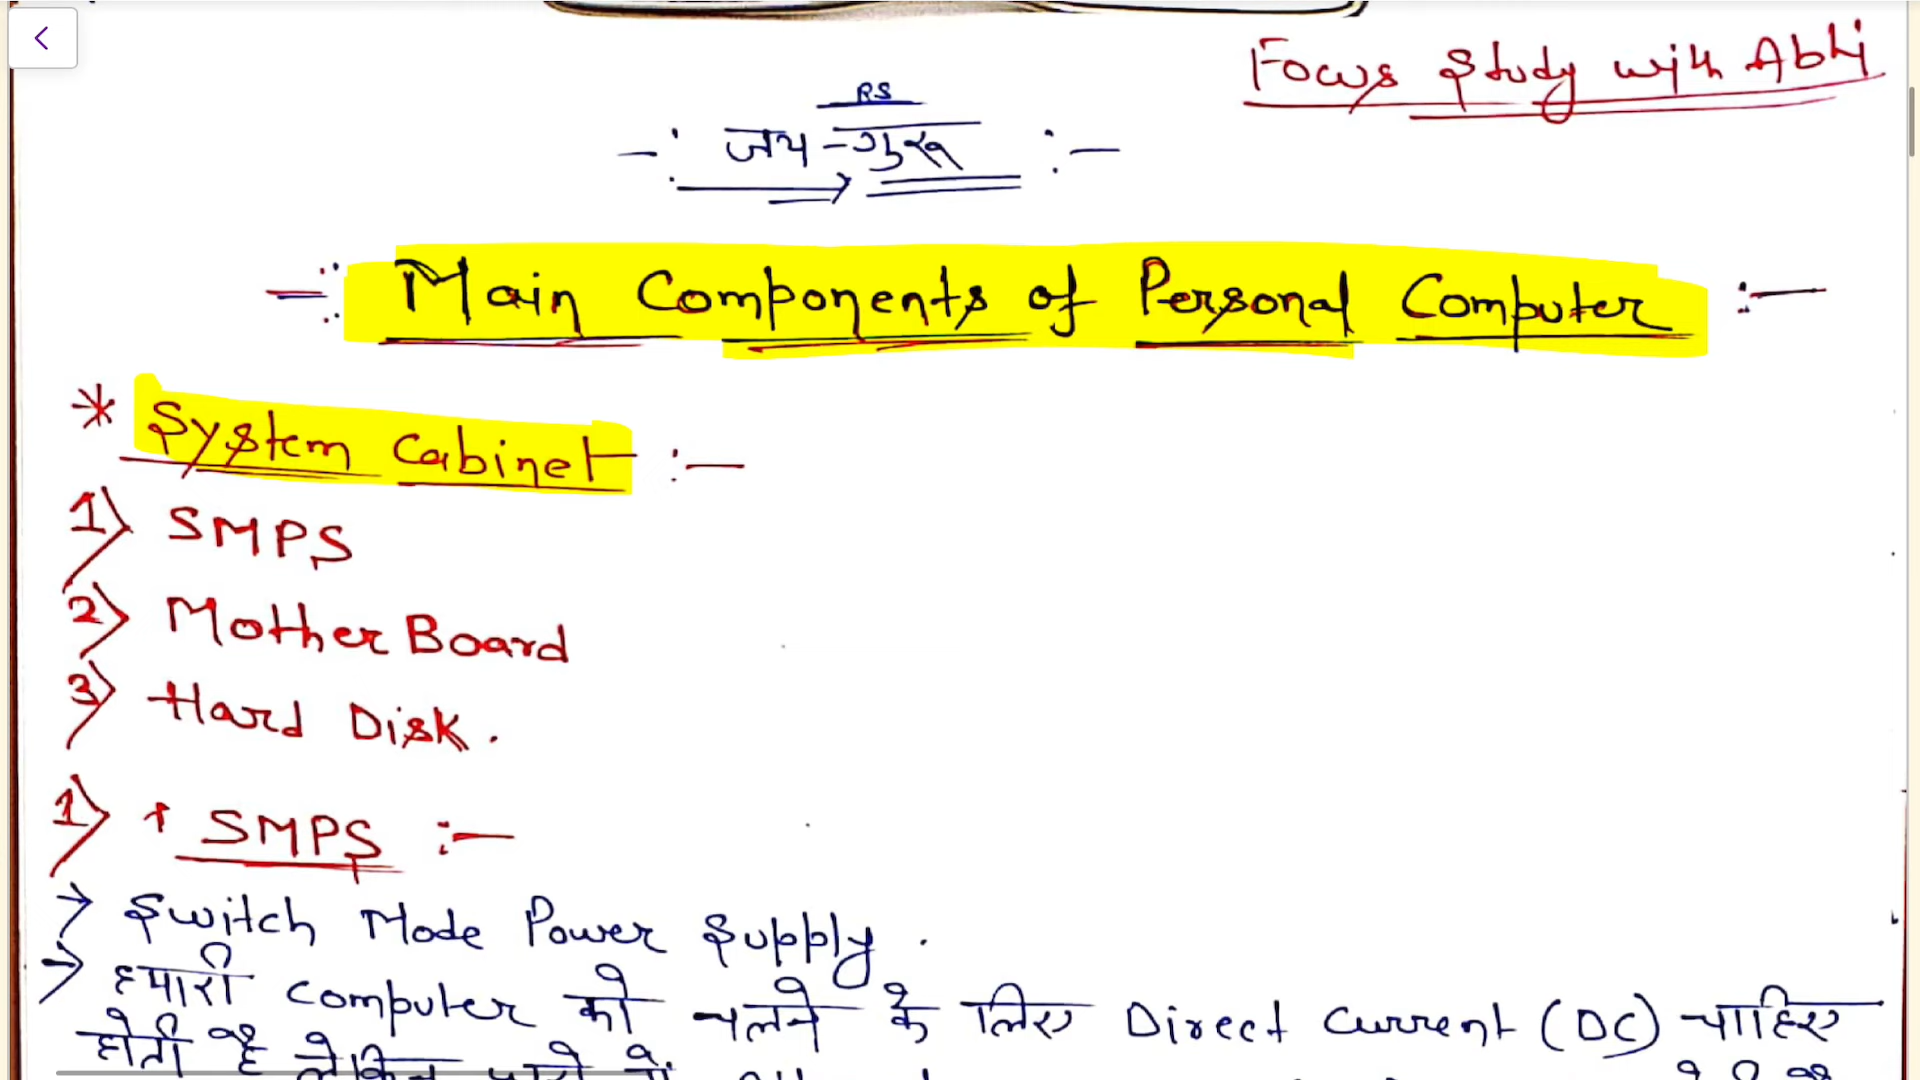 Focus Study with Abhi
RS
-: जय-गुरू :-
-: Main Components of Personal Computer :-
* System Cabinet :-
1) SMPS
2) Mother Board
3) Hard Disk.
1) * SMPS :-
→ Switch Mode Power Supply.
→ हमारी Computer को चलने के लिए Direct Current (DC) चाहिए
होती है लेकिन